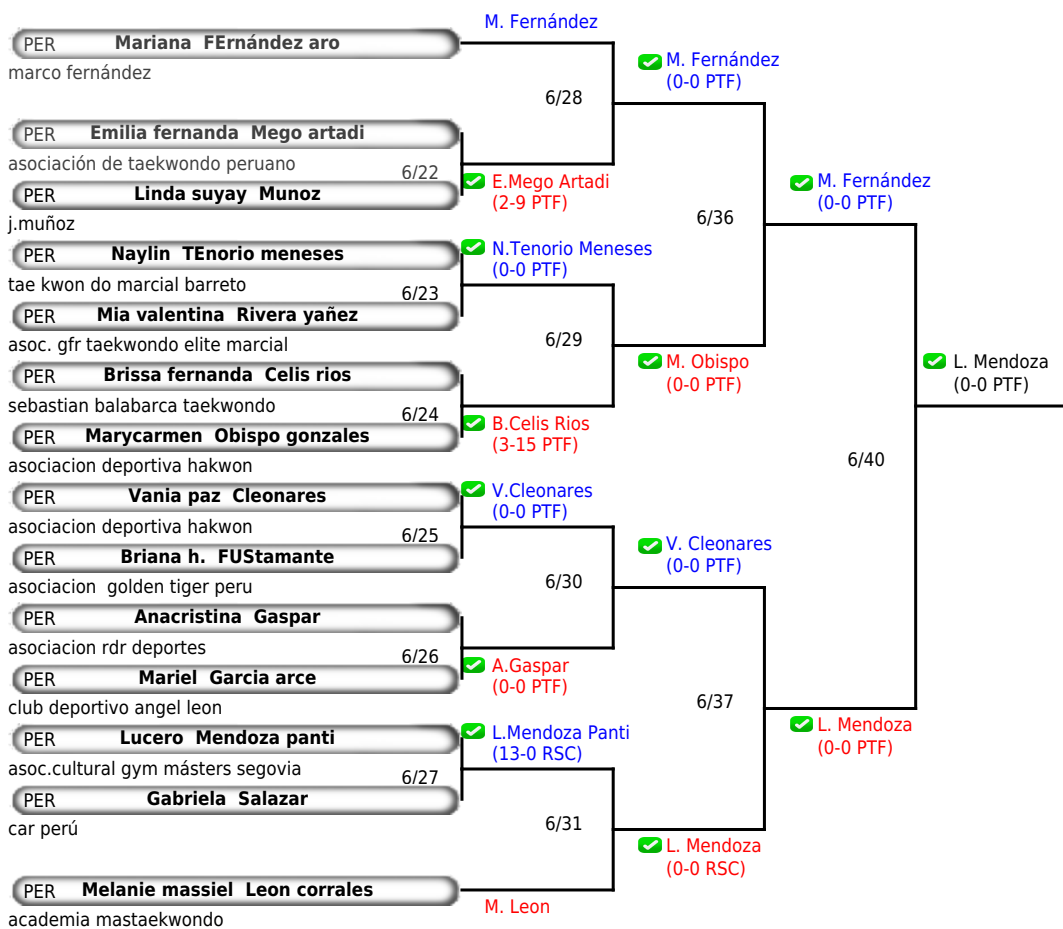 M. Fernández
PER Mariana FErnández aro
marco fernández
M. Fernández
(0-0 PTF)
6/28
PER Emilia fernanda Mego artadi
asociación de taekwondo peruano
6/22
PER Linda suyay Munoz
j.muñoz
E.Mego Artadi
(2-9 PTF)
M. Fernández
(0-0 PTF)
6/36
PER Naylin TEnorio meneses
tae kwon do marcial barreto
N.Tenorio Meneses
(0-0 PTF)
6/23
PER Mia valentina Rivera yañez
asoc. gfr taekwondo elite marcial
6/29
PER Brissa fernanda Celis rios
sebastian balabarca taekwondo
M. Obispo
(0-0 PTF)
L. Mendoza
(0-0 PTF)
6/24
PER Marycarmen Obispo gonzales
asociacion deportiva hakwon
B.Celis Rios
(3-15 PTF)
6/40
PER Vania paz Cleonares
asociacion deportiva hakwon
V.Cleonares
(0-0 PTF)
6/25
PER Briana h. FUStamante
asociacion golden tiger peru
V. Cleonares
(0-0 PTF)
6/30
PER Anacristina Gaspar
asociacion rdr deportes
6/26
PER Mariel Garcia arce
club deportivo angel leon
A.Gaspar
(0-0 PTF)
6/37
PER Lucero Mendoza panti
asoc.cultural gym másters segovia
L.Mendoza Panti
(13-0 RSC)
L. Mendoza
(0-0 PTF)
6/27
PER Gabriela Salazar
car perú
6/31
L. Mendoza
(0-0 RSC)
PER Melanie massiel Leon corrales
academia mastaekwondo
M. Leon